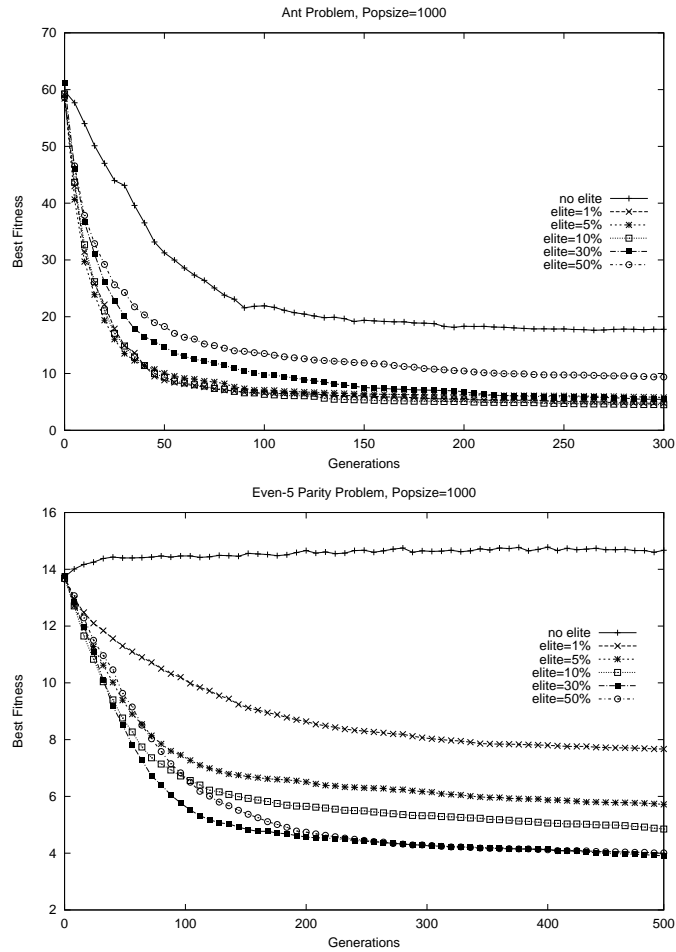 Ant Problem, Popsize=1000
70
60
50
40
30
20
10
0
Best Fitness
no elite
elite=1%
elite=5%
elite=10%
elite=30%
elite=50%
0 50 100 150 200 250 300
Generations
Even-5 Parity Problem, Popsize=1000
16
14
12
10
8
6
4
2
Best Fitness
no elite
elite=1%
elite=5%
elite=10%
elite=30%
elite=50%
0 100 200 300 400 500
Generations